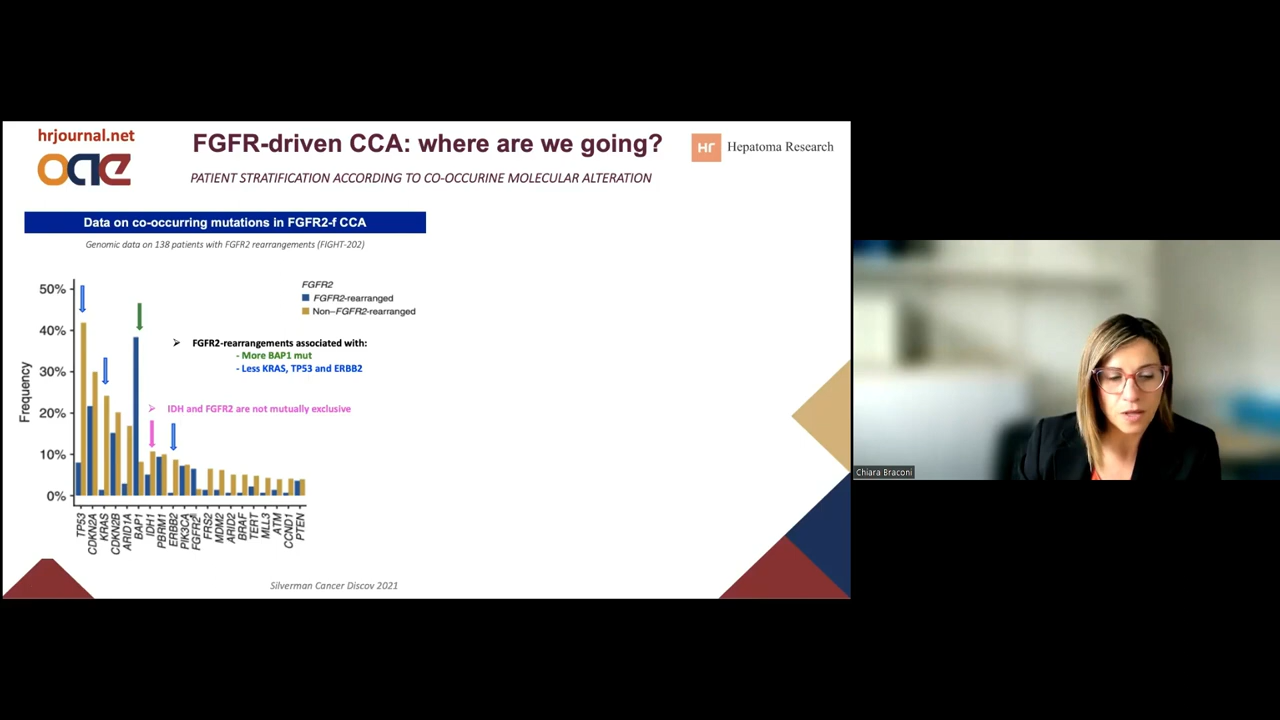 hrjournal.net
oae
FGFR-driven CCA: where are we going?
Hr Hepatoma Research
PATIENT STRATIFICATION ACCORDING TO CO-OCCURINE MOLECULAR ALTERATION
Data on co-occurring mutations in FGFR2-f CCA
Genomic data on 138 patients with FGFR2 rearrangements (FIGHT-202)
FGFR2
FGFR2-rearranged
Non–FGFR2-rearranged
50%
40%
30%
20%
10%
0%
Frequency
➢ FGFR2-rearrangements associated with:
- More BAP1 mut
- Less KRAS, TP53 and ERBB2
➢ IDH and FGFR2 are not mutually exclusive
TP53
CDKN2A
KRAS
CDKN2B
ARID1A
BAP1
IDH1
PBRM1
ERBB2
PIK3CA
FGFR2
FRS2
MDM2
ARID2
BRAF
TERT
MLL3
ATM
CCND1
PTEN
Silverman Cancer Discov 2021
Chiara Braconi